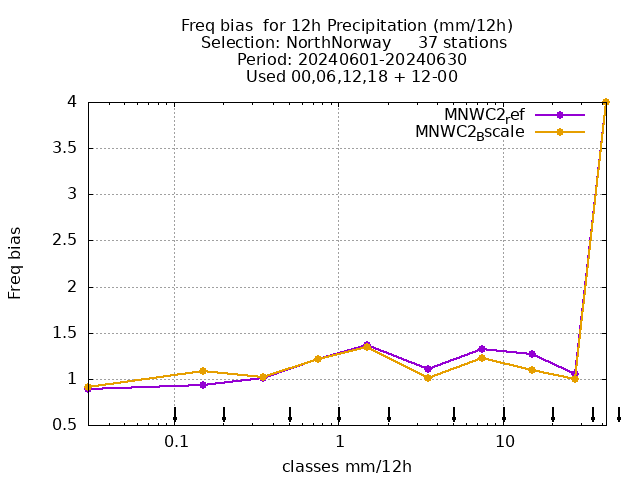 Freq bias  for 12h Precipitation (mm/12h)
Selection: NorthNorway     37 stations
Period: 20240601-20240630
Used 00,06,12,18 + 12-00
MNWC2ref
MNWC2Bscale
4
3.5
3
2.5
2
1.5
1
0.5
Freq bias
0.1
1
10
classes mm/12h